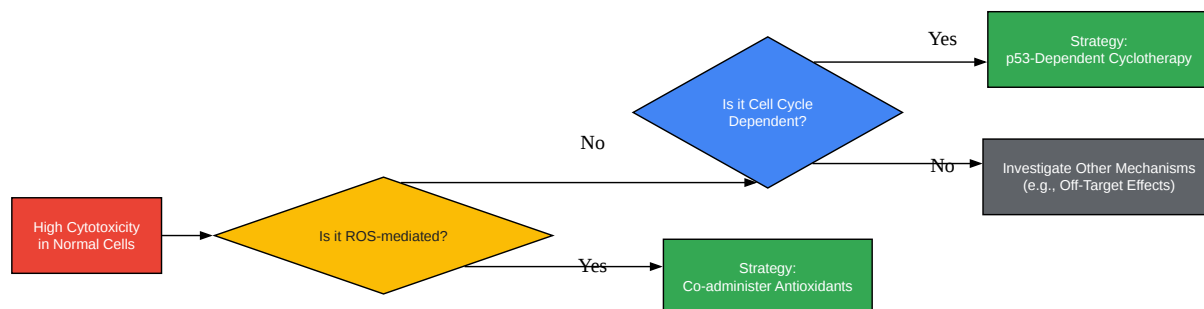 High Cytotoxicity
in Normal Cells
Is it ROS-mediated?
No
Yes
Is it Cell Cycle
Dependent?
Yes
No
Strategy:
p53-Dependent Cyclotherapy
Investigate Other Mechanisms
(e.g., Off-Target Effects)
Strategy:
Co-administer Antioxidants